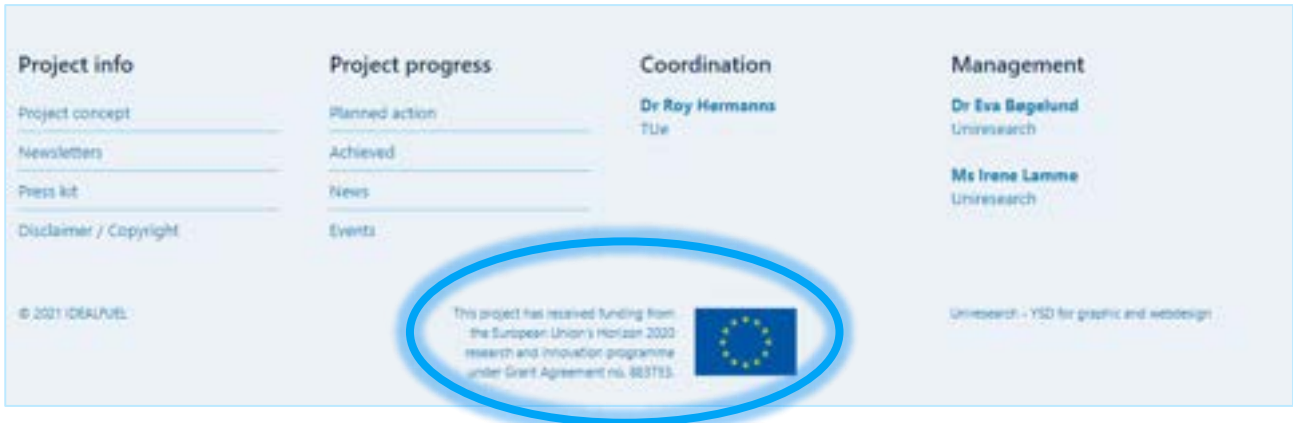 Project info
Project concept
Newsletters
Press kit
Disclaimer / Copyright
Project progress
Planned action
Achieved
News
Events
Coordination
Dr Roy Hermanns
TUe
Management
Dr Eva Bøgelund
Uniresearch
Ms Irene Lamme
Uniresearch
© 2021 IDEALFUEL
This project has received funding from
the European Union's Horizon 2020
research and innovation programme
under Grant Agreement no. 883753.
Uniresearch - YSD for graphic and webdesign